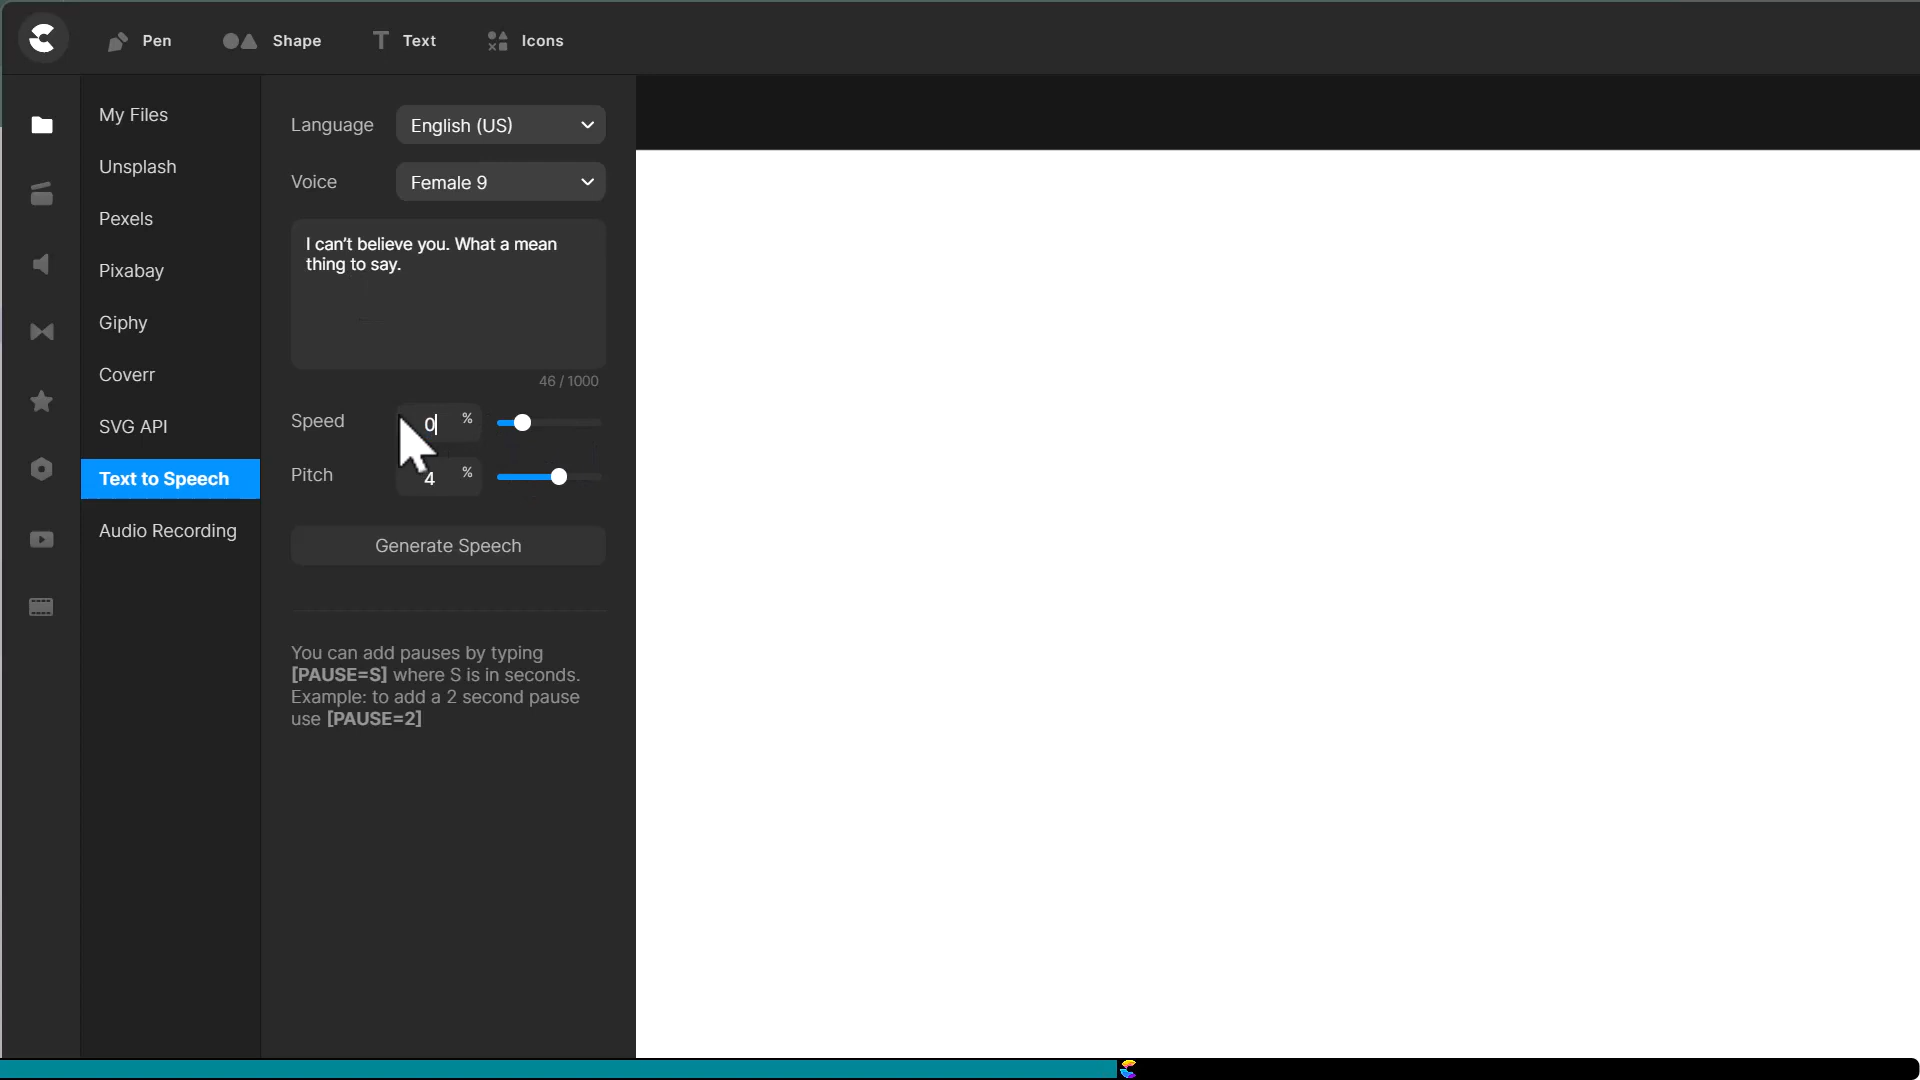 Pen
Shape
Text
Icons
My Files
Unsplash
Pexels
Pixabay
Giphy
Coverr
SVG API
Text to Speech
Audio Recording
Language
English (US)
Voice
Female 9
I can't believe you. What a mean
thing to say.
46 / 1000
Speed
0 %
Pitch
4 %
Generate Speech
You can add pauses by typing
[PAUSE=S] where S is in seconds.
Example: to add a 2 second pause
use [PAUSE=2]